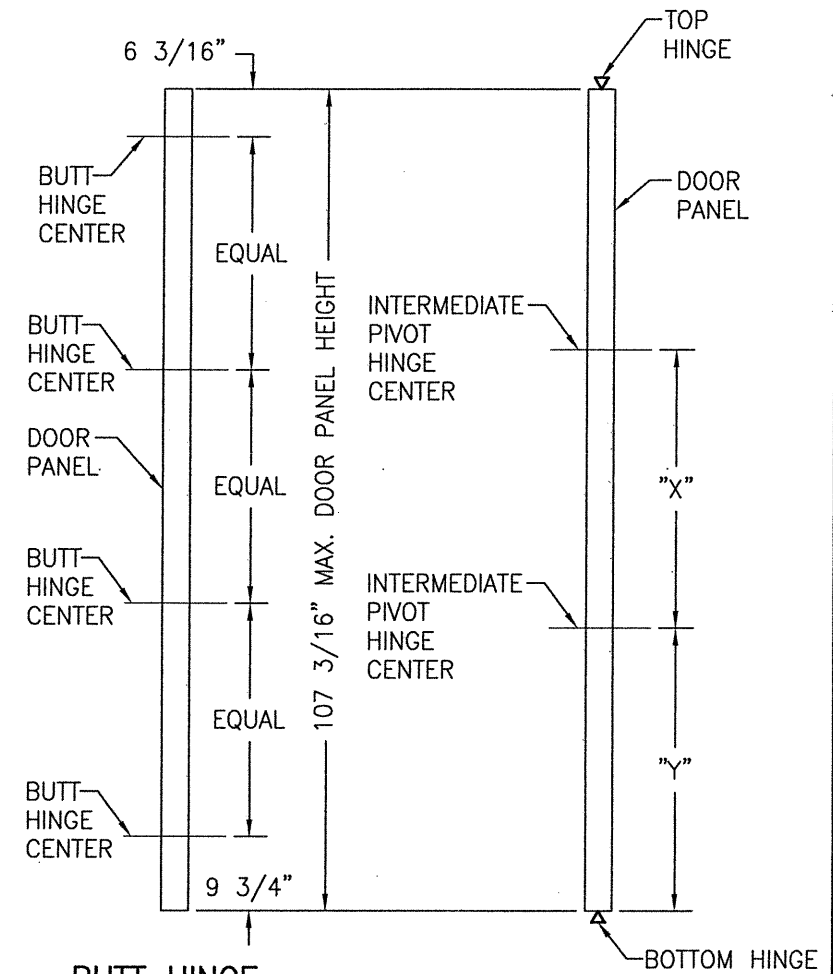 6 3/16"
TOP
HINGE
BUTT
HINGE
CENTER
DOOR
PANEL
EQUAL
INTERMEDIATE
PIVOT
HINGE
CENTER
BUTT
HINGE
CENTER
107 3/16" MAX. DOOR PANEL HEIGHT
DOOR
PANEL
EQUAL
"X"
BUTT
HINGE
CENTER
INTERMEDIATE
PIVOT
HINGE
CENTER
EQUAL
"Y"
BUTT
HINGE
CENTER
9 3/4"
BOTTOM HINGE
BUTT HINGE